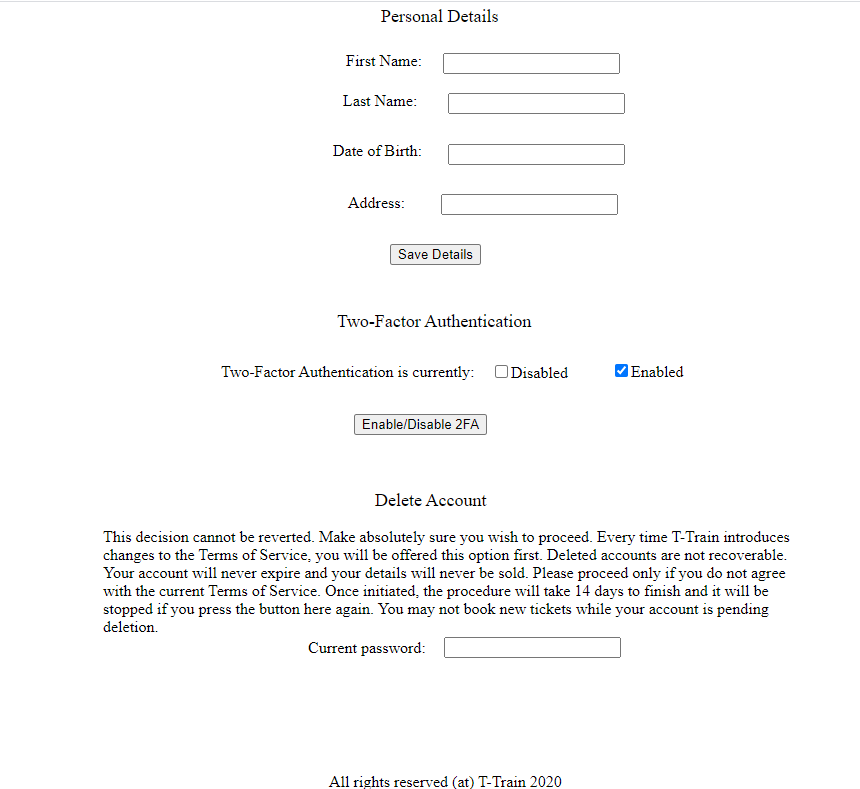 Personal Details
First Name:
Last Name:
Date of Birth:
Address:
Save Details
Two-Factor Authentication
Two-Factor Authentication is currently: Disabled Enabled
Enable/Disable 2FA
Delete Account
This decision cannot be reverted. Make absolutely sure you wish to proceed. Every time T-Train introduces
changes to the Terms of Service, you will be offered this option first. Deleted accounts are not recoverable.
Your account will never expire and your details will never be sold. Please proceed only if you do not agree
with the current Terms of Service. Once initiated, the procedure will take 14 days to finish and it will be
stopped if you press the button here again. You may not book new tickets while your account is pending
deletion.
Current password:
All rights reserved (at) T-Train 2020